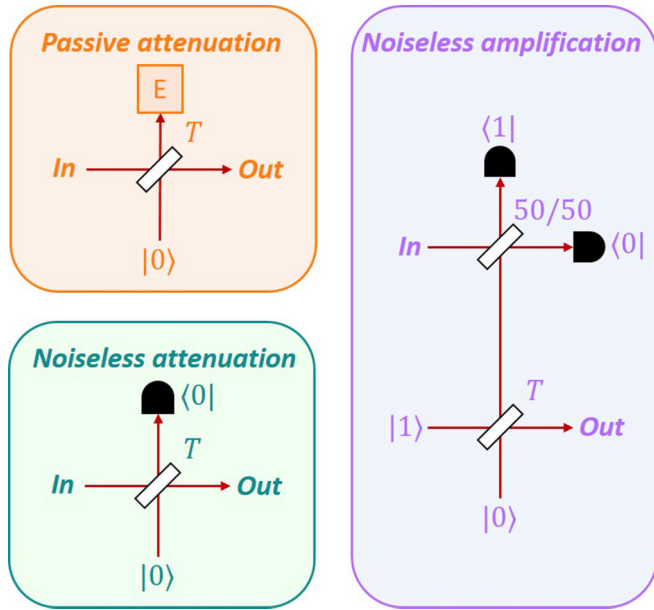 Passive attenuation
E
T
In
Out
|0⟩
Noiseless attenuation
⟨0|
T
In
Out
|0⟩
Noiseless amplification
⟨1|
50/50
In
⟨0|
T
|1⟩
Out
|0⟩